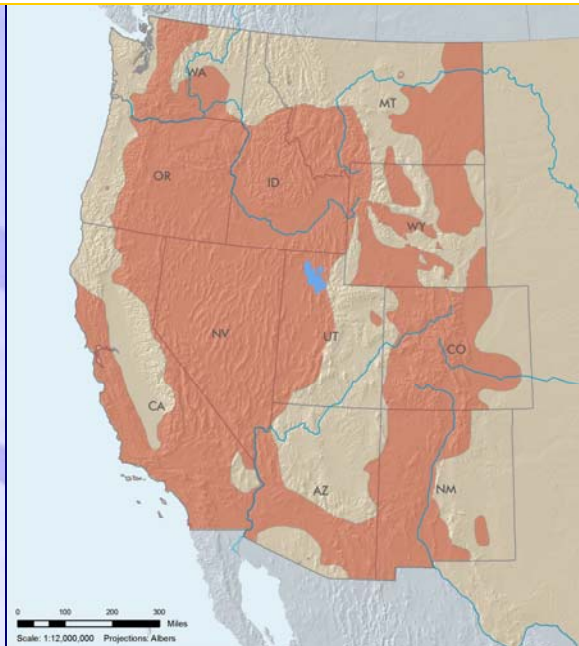 WA
MT
OR
ID
WY
NV
UT
CO
CA
AZ
NM
0 50 100 200 300
Miles
Scale: 1:12,000,000 Projections: Albers